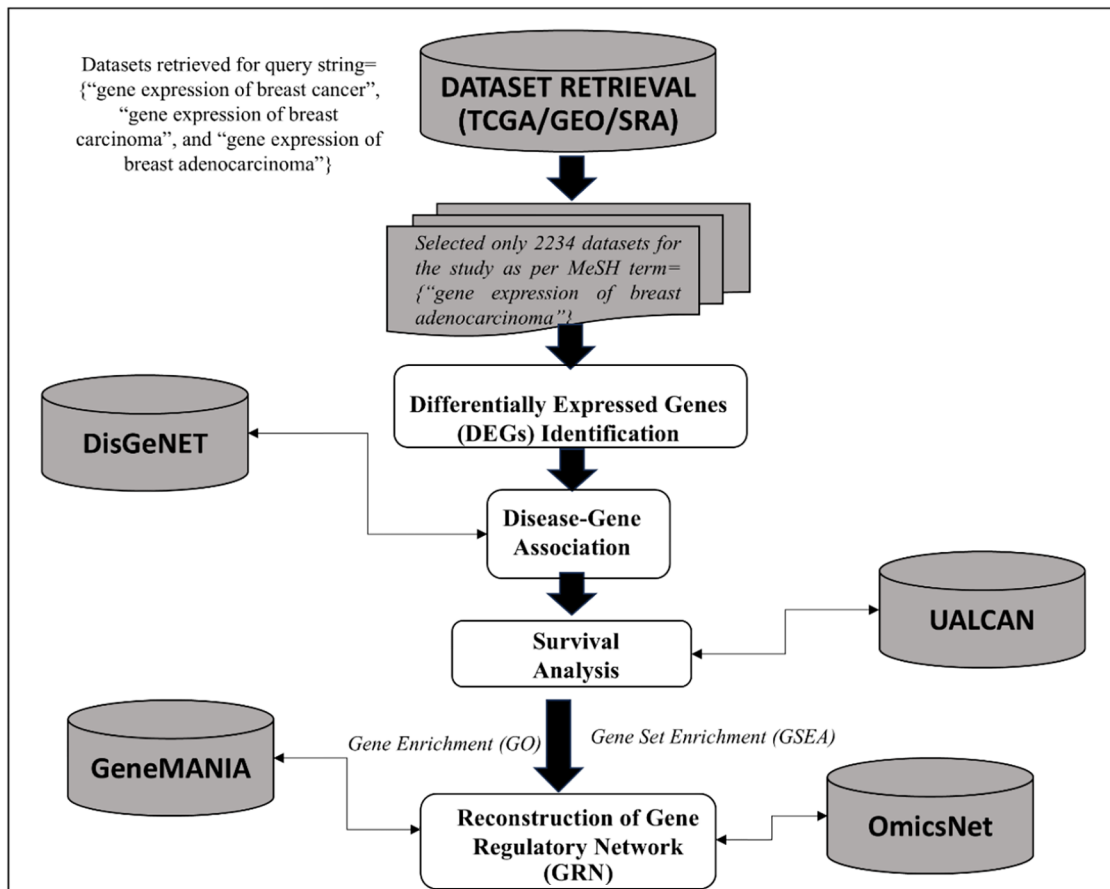 Datasets retrieved for query string=
{“gene expression of breast cancer”,
“gene expression of breast
carcinoma”, and “gene expression of
breast adenocarcinoma”}
DATASET RETRIEVAL
(TCGA/GEO/SRA)
Selected only 2234 datasets for
the study as per MeSH term=
{“gene expression of breast
adenocarcinoma”}
Differentially Expressed Genes
(DEGs) Identification
DisGeNET
Disease-Gene
Association
UALCAN
Survival
Analysis
Gene Enrichment (GO)
Gene Set Enrichment (GSEA)
GeneMANIA
Reconstruction of Gene
Regulatory Network
(GRN)
OmicsNet